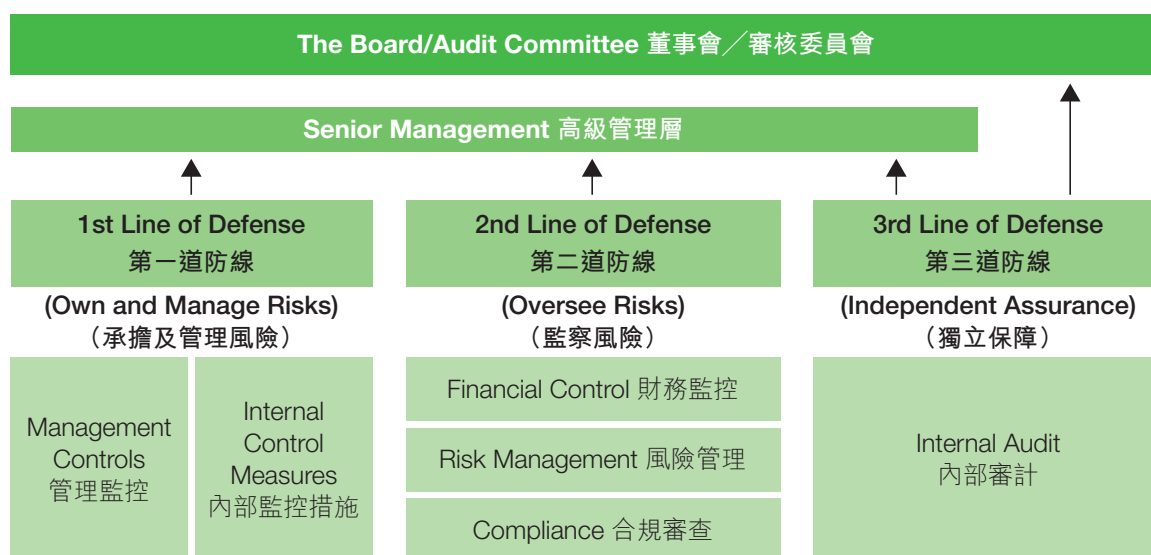 The Board/Audit Committee 董事會／審核委員會
Senior Management 高級管理層
1st Line of Defense
第一道防線
(Own and Manage Risks)
（承擔及管理風險）
Management
Controls
管理監控
Internal
Control
Measures
內部監控措施
2nd Line of Defense
第二道防線
(Oversee Risks)
（監察風險）
Financial Control 財務監控
Risk Management 風險管理
Compliance 合規審查
3rd Line of Defense
第三道防線
(Independent Assurance)
（獨立保障）
Internal Audit
內部審計